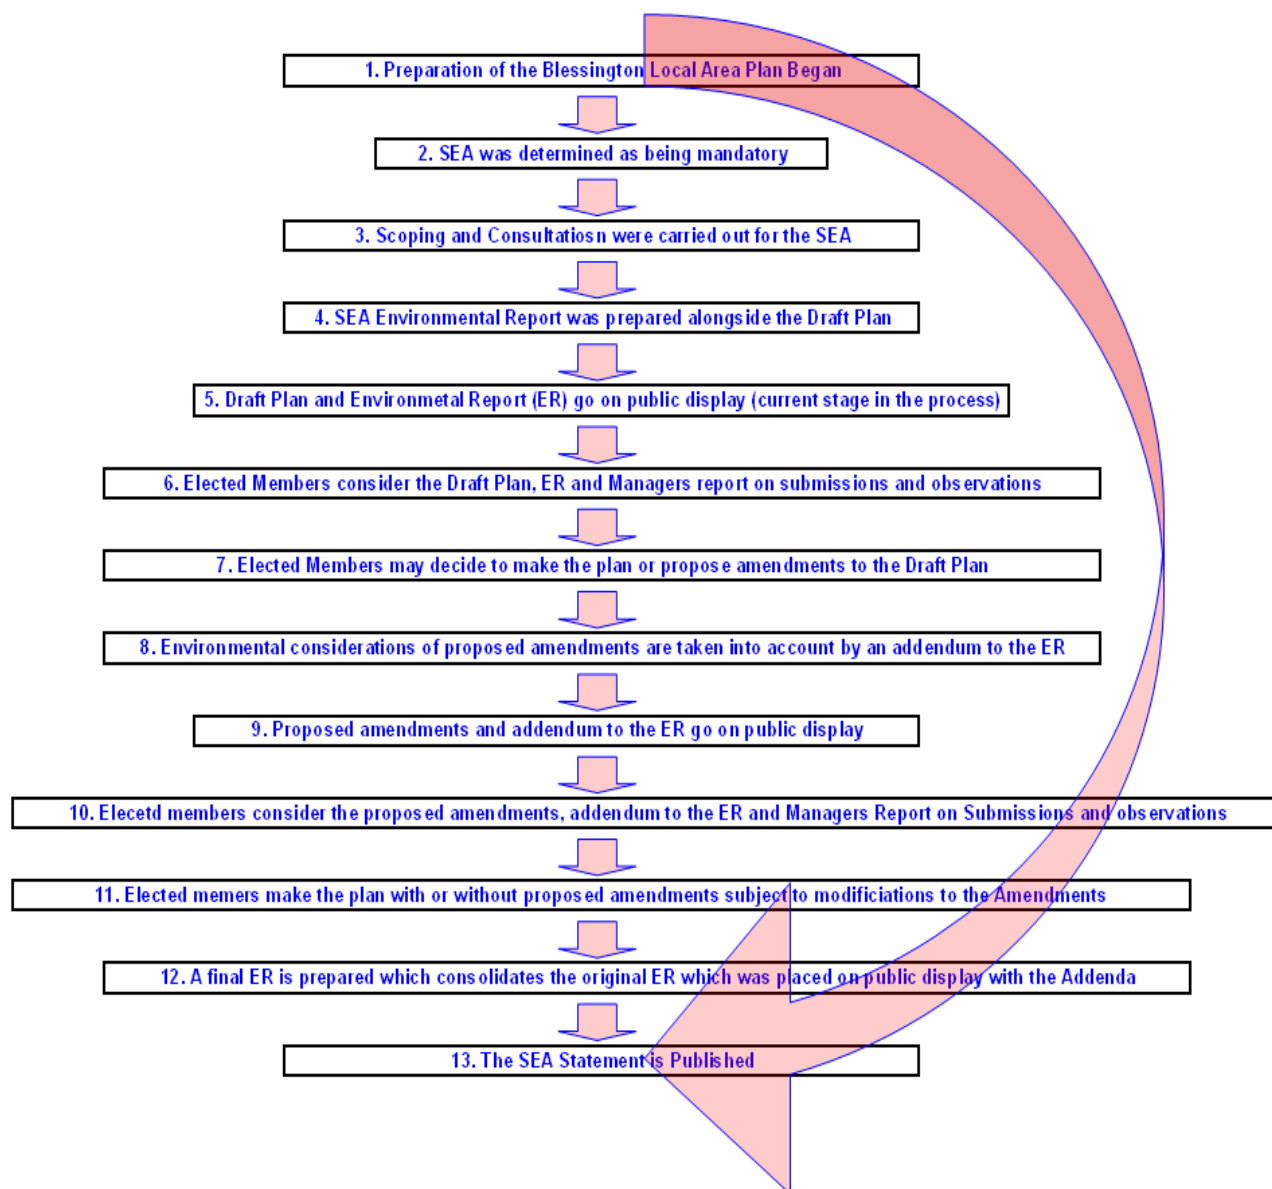 1. Preparation of the Blessington Local Area Plan Began
2. SEA was determined as being mandatory
3. Scoping and Consultatiosn were carried out for the SEA
4. SEA Environmental Report was prepared alongside the Draft Plan
5. Draft Plan and Environmetal Report (ER) go on public display (current stage in the process)
6. Elected Members consider the Draft Plan, ER and Managers report on submissions and observations
7. Elected Members may decide to make the plan or propose amendments to the Draft Plan
8. Environmental considerations of proposed amendments are taken into account by an addendum to the ER
9. Proposed amendments and addendum to the ER go on public display
10. Elecetd members consider the proposed amendments, addendum to the ER and Managers Report on Submissions and observations
11. Elected memers make the plan with or without proposed amendments subject to modificiations to the Amendments
12. A final ER is prepared which consolidates the original ER which was placed on public display with the Addenda
13. The SEA Statement is Published